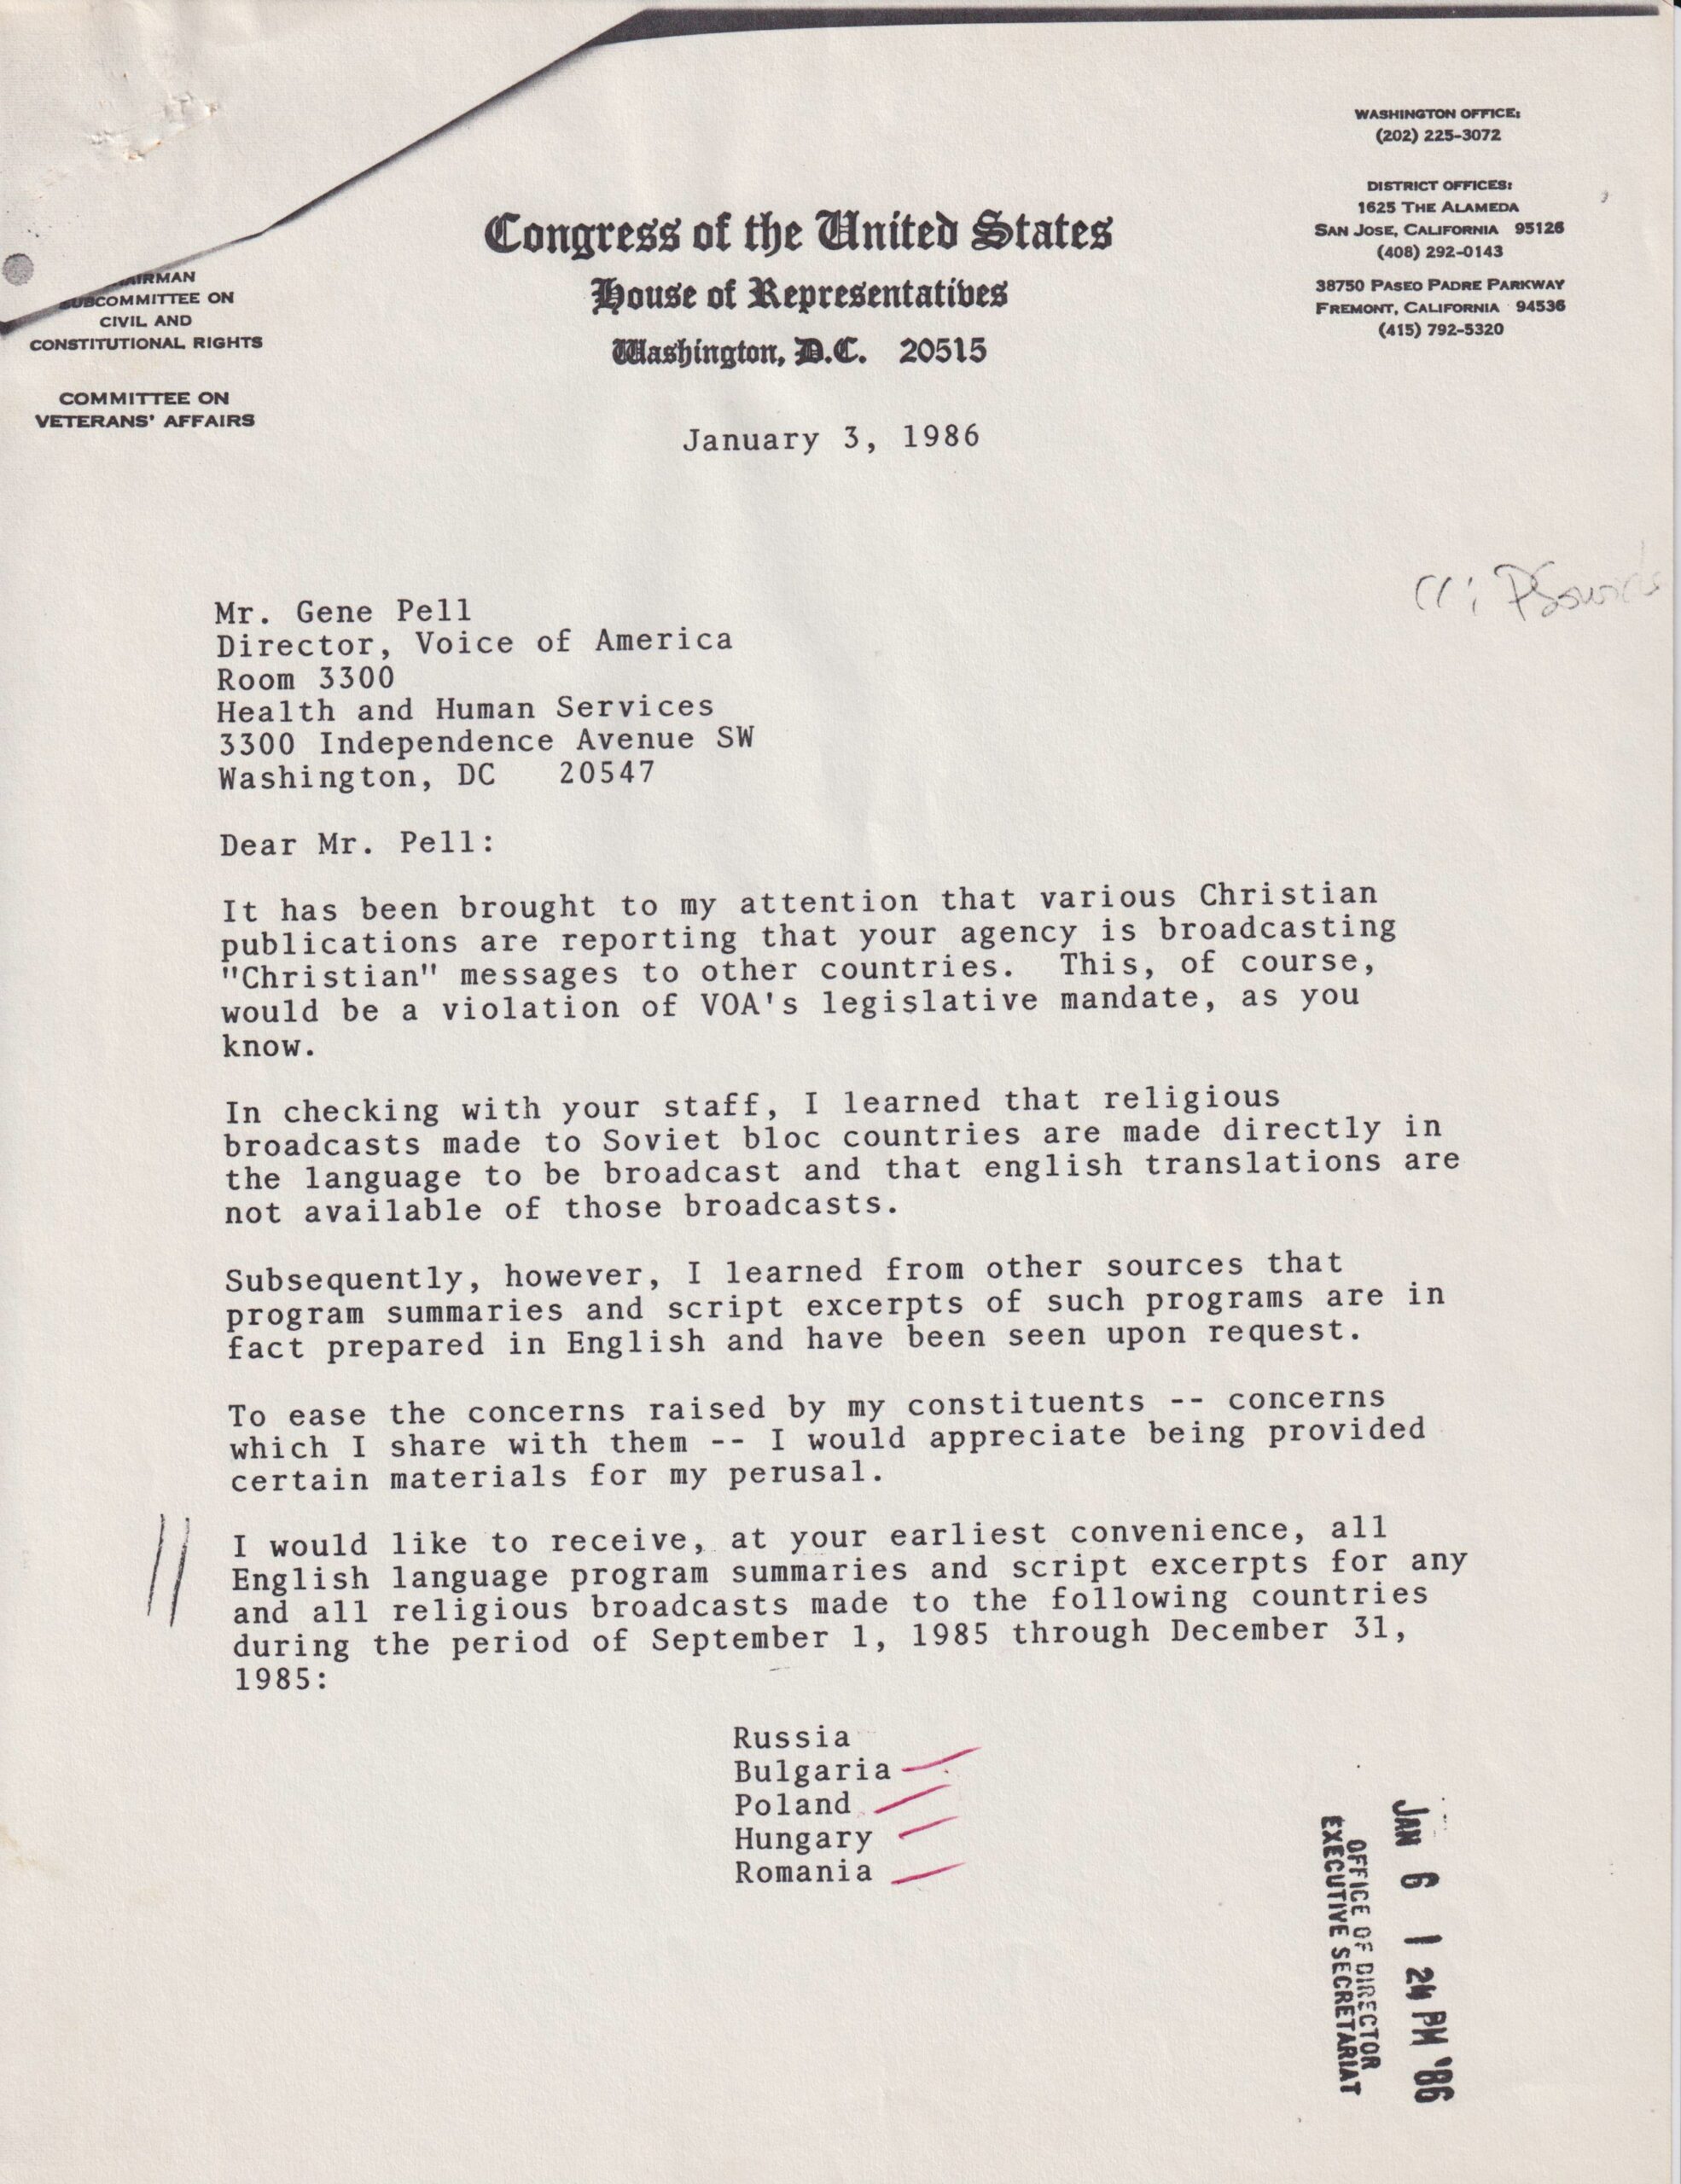 WASHINGTON OFFICE:
(202) 225-3072
DISTRICT OFFICES:
1625 THE ALAMEDA
SAN JOSE, CALIFORNIA 95126
(408) 292-0143
38750 PASEO PADRE PARKWAY
FREMONT, CALIFORNIA 94536
(415) 792-5320
Congress of the United States
House of Representatives
Washington, D.C. 20515
SUBCOMMITTEE ON
CIVIL AND
CONSTITUTIONAL RIGHTS
COMMITTEE ON
VETERANS' AFFAIRS
January 3, 1986
Mr. Gene Pell
Director, Voice of America
Room 3300
Health and Human Services
3300 Independence Avenue SW
Washington, DC 20547
Dear Mr. Pell:
It has been brought to my attention that various Christian
publications are reporting that your agency is broadcasting
"Christian" messages to other countries. This, of course,
would be a violation of VOA's legislative mandate, as you
know.
In checking with your staff, I learned that religious
broadcasts made to Soviet bloc countries are made directly in
the language to be broadcast and that english translations are
not available of those broadcasts.
Subsequently, however, I learned from other sources that
program summaries and script excerpts of such programs are in
fact prepared in English and have been seen upon request.
To ease the concerns raised by my constituents -- concerns
which I share with them -- I would appreciate being provided
certain materials for my perusal.
I would like to receive, at your earliest convenience, all
English language program summaries and script excerpts for any
and all religious broadcasts made to the following countries
during the period of September 1, 1985 through December 31,
1985:
Russia
Bulgaria
Poland
Hungary
Romania
JAN 6 1 24 PM '86
OFFICE OF DIRECTOR
EXECUTIVE SECRETARIAT